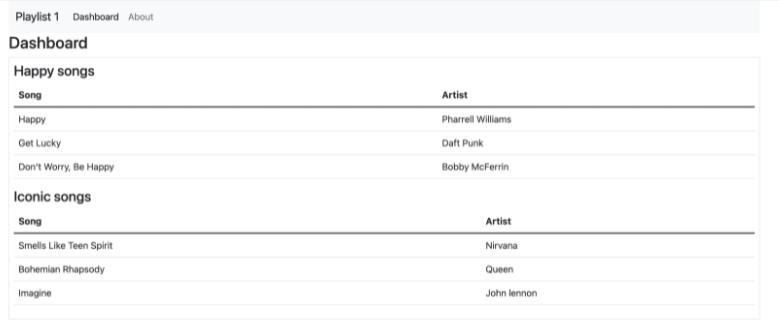 Playlist 1 Dashboard About
Dashboard
Happy songs
Song Artist
Happy Pharrell Williams
Get Lucky Daft Punk
Don't Worry, Be Happy Bobby McFerrin
Iconic songs
Song Artist
Smells Like Teen Spirit Nirvana
Bohemian Rhapsody Queen
Imagine John lennon